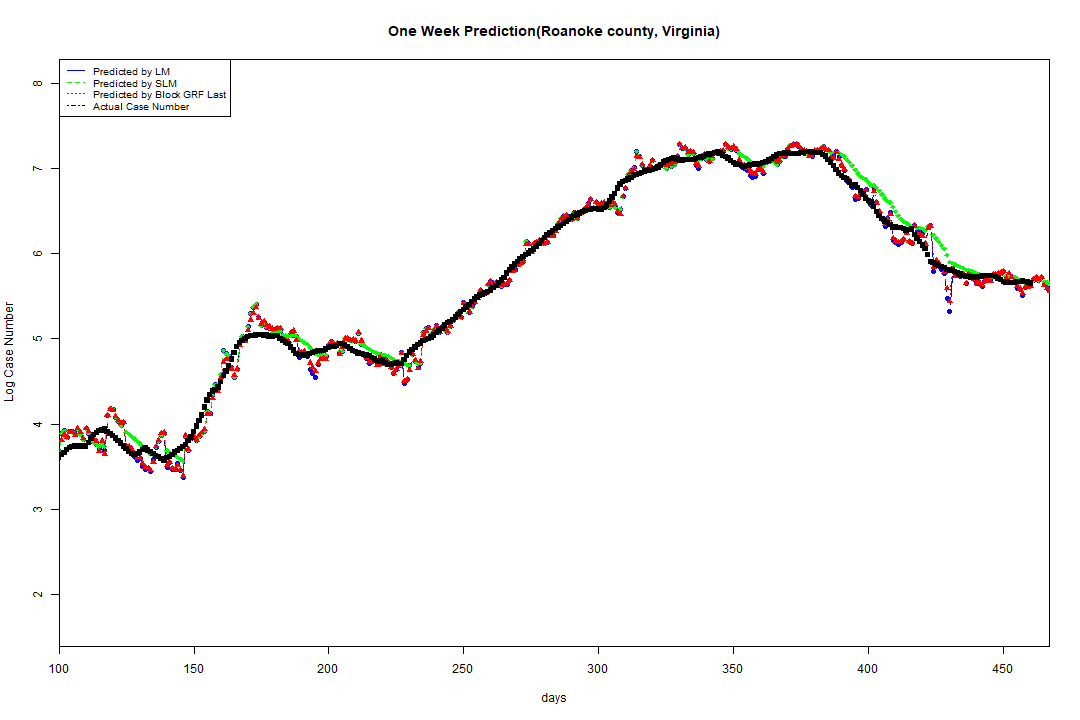 One Week Prediction(Roanoke county, Virginia)
Predicted by LM
Predicted by SLM
Predicted by Block GRF Last
Actual Case Number
Log Case Number
8
7
6
5
4
3
2
100 150 200 250 300 350 400 450
days